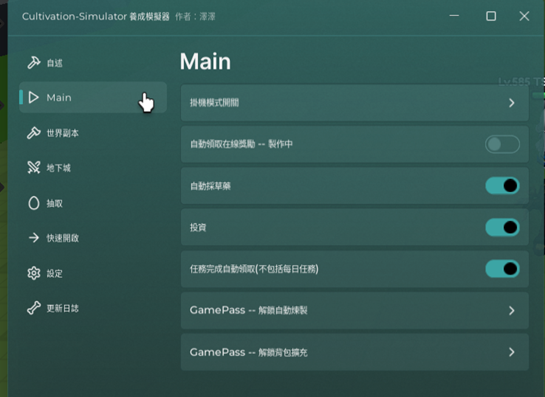 Cultivation-Simulator 養成模擬器 作者：澤澤
自述
Main
世界副本
地下城
抽取
快速開啟
設定
更新日誌
Main
掛機模式開關
自動領取在線獎勵 -- 製作中
自動採草藥
投資
任務完成自動領取(不包括每日任務)
GamePass -- 解鎖自動煉製
GamePass -- 解鎖背包擴充
Lv.585